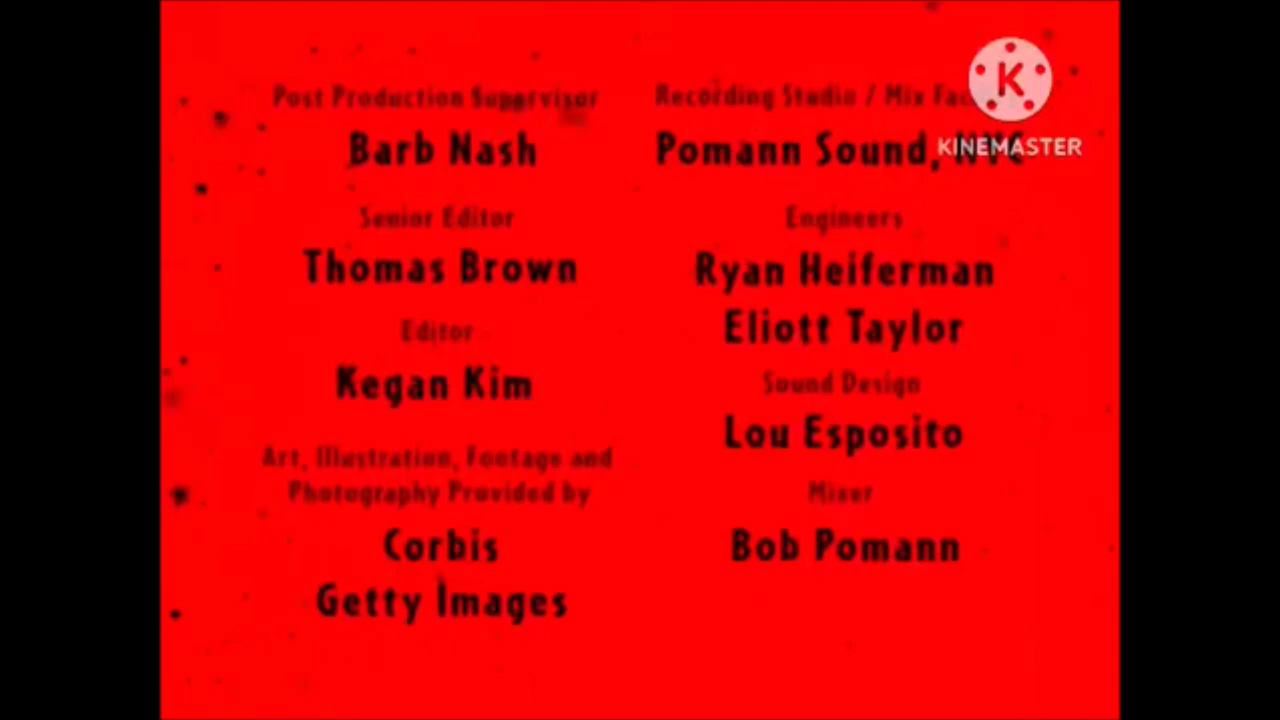 Post Production Supervisor
Barb Nash
Senior Editor
Thomas Brown
Editor
Kegan Kim
Art, Illustration, Footage and
Photography Provided by
Corbis
Getty Images
Recording Studio / Mix
Pomann Sound, NYC
Engineers
Ryan Heiferman
Eliott Taylor
Sound Design
Lou Esposito
Mixer
Bob Pomann
K
KINEMASTER